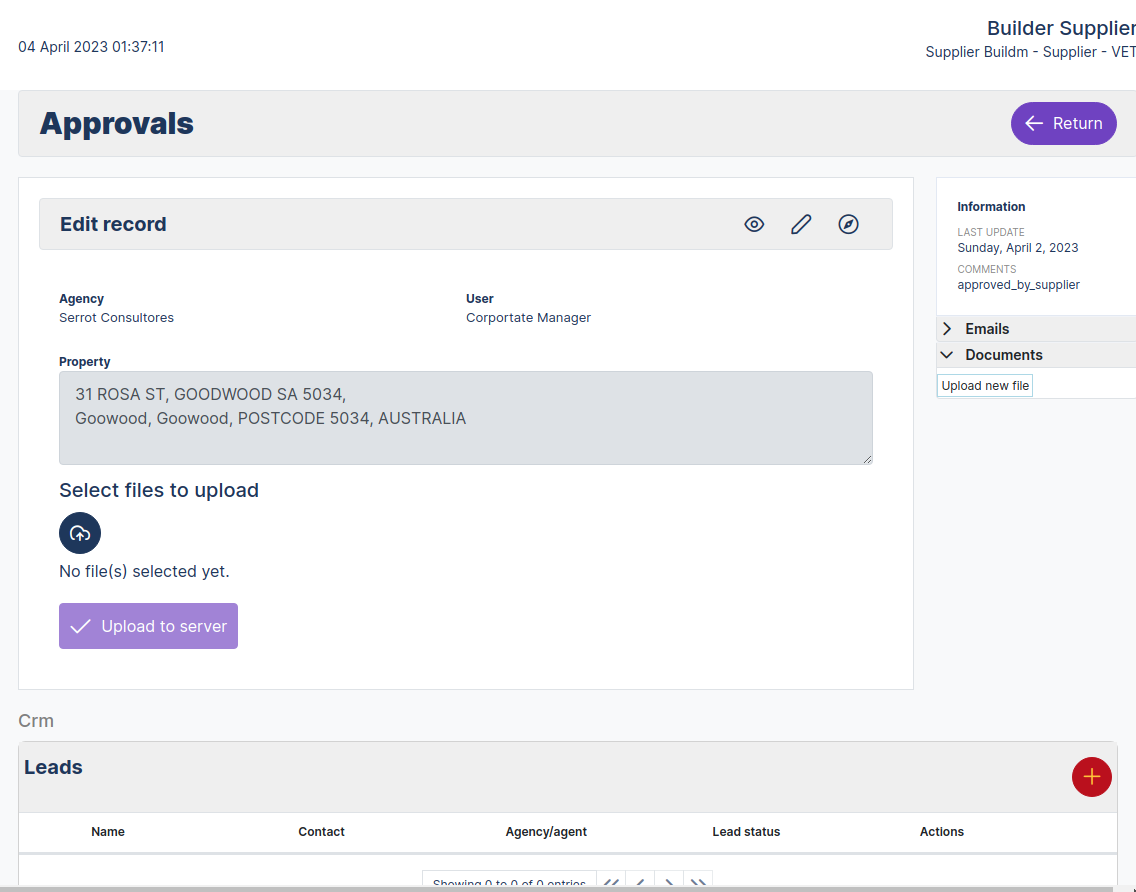 Builder Supplier
04 April 2023 01:37:11
Supplier Buildm - Supplier - VET
Approvals
Return
Edit record
Agency
Serrot Consultores
User
Corportate Manager
Property
31 ROSA ST, GOODWOOD SA 5034,
Goowood, Goowood, POSTCODE 5034, AUSTRALIA
Select files to upload
No file(s) selected yet.
Upload to server
Information
LAST UPDATE
Sunday, April 2, 2023
COMMENTS
approved_by_supplier
Emails
Documents
Upload new file
Crm
Leads
Name Contact Agency/agent Lead status Actions
Showing 0 to 0 of 0 entries